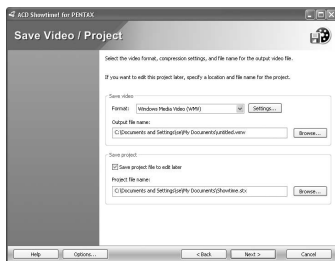 ACD Showtime! for PENTAX
Save Video / Project
Select the video format, compression settings, and file name for the output video file.
If you want to edit this project later, specify a location and file name for the project.
Save video
Format: Windows Media Video (WMV) Settings...
Output file name:
C:\Documents and Settings\se\My Documents\untitled.wmv Browse...
Save project
Save project file to edit later
Project file name:
C:\Documents and Settings\se\My Documents\Showtime.stx Browse...
Help Options... < Back Next > Cancel